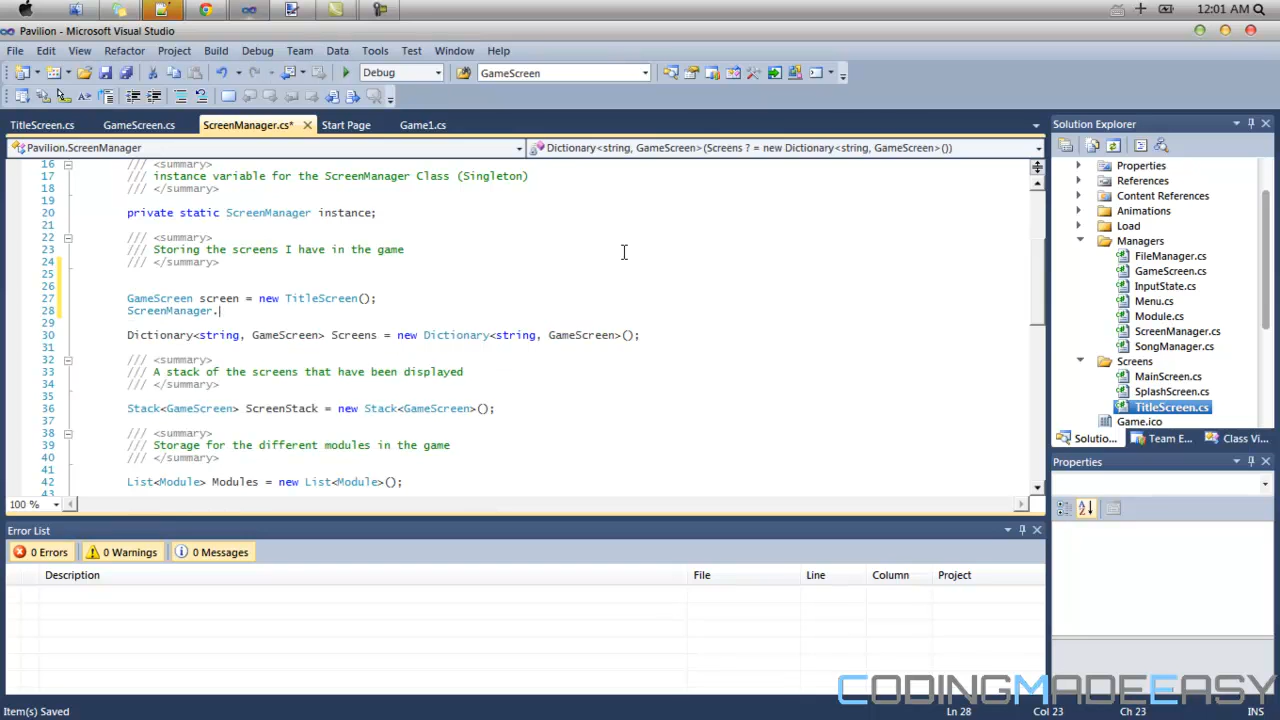 12:01 AM
Pavilion - Microsoft Visual Studio
File Edit View Refactor Project Build Debug Team Data Tools Test Window Help
Debug GameScreen
TitleScreen.cs GameScreen.cs ScreenManager.cs* Start Page Game1.cs
Pavilion.ScreenManager Dictionary<string, GameScreen>(Screens ? = new Dictionary<string, GameScreen>())
16 /// <summary>
17 /// instance variable for the ScreenManager Class (Singleton)
18 /// </summary>
19
20 private static ScreenManager instance;
21
22 /// <summary>
23 /// Storing the screens I have in the game
24 /// </summary>
25
26
27 GameScreen screen = new TitleScreen();
28 ScreenManager.
29
30 Dictionary<string, GameScreen> Screens = new Dictionary<string, GameScreen>();
31
32 /// <summary>
33 /// A stack of the screens that have been displayed
34 /// </summary>
35
36 Stack<GameScreen> ScreenStack = new Stack<GameScreen>();
37
38 /// <summary>
39 /// Storage for the different modules in the game
40 /// </summary>
41
42 List<Module> Modules = new List<Module>();
43
100 %
Solution Explorer
Properties
References
Content References
Animations
Load
Managers
FileManager.cs
GameScreen.cs
InputState.cs
Menu.cs
Module.cs
ScreenManager.cs
SongManager.cs
Screens
MainScreen.cs
SplashScreen.cs
TitleScreen.cs
Game.ico
Solutio... Team E... Class Vi...
Properties
Error List
0 Errors 0 Warnings 0 Messages
Description File Line Column Project
CODINGMADEEASY
Item(s) Saved Ln 28 Col 23 Ch 23 INS